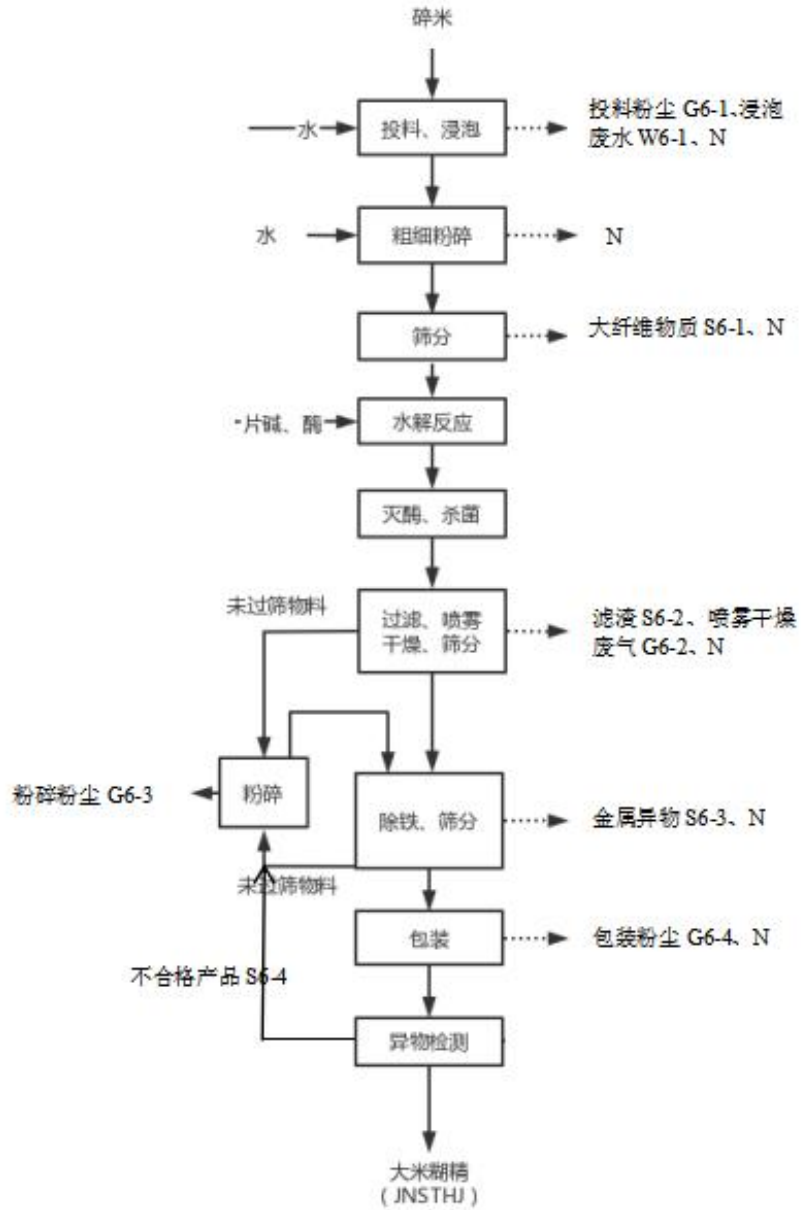 碎米
水
投料、浸泡
投料粉尘 G6-1、浸泡
废水 W6-1、N
水
粗细粉碎
N
筛分
大纤维物质 S6-1、N
片碱、酶
水解反应
灭酶、杀菌
未过筛物料
过滤、喷雾
干燥、筛分
滤渣 S6-2、喷雾干燥
废气 G6-2、N
粉碎粉尘 G6-3
粉碎
除铁、筛分
金属异物 S6-3、N
未过筛物料
包装
包装粉尘 G6-4、N
不合格产品 S6-4
异物检测
大米糊精
(JNSTHJ)